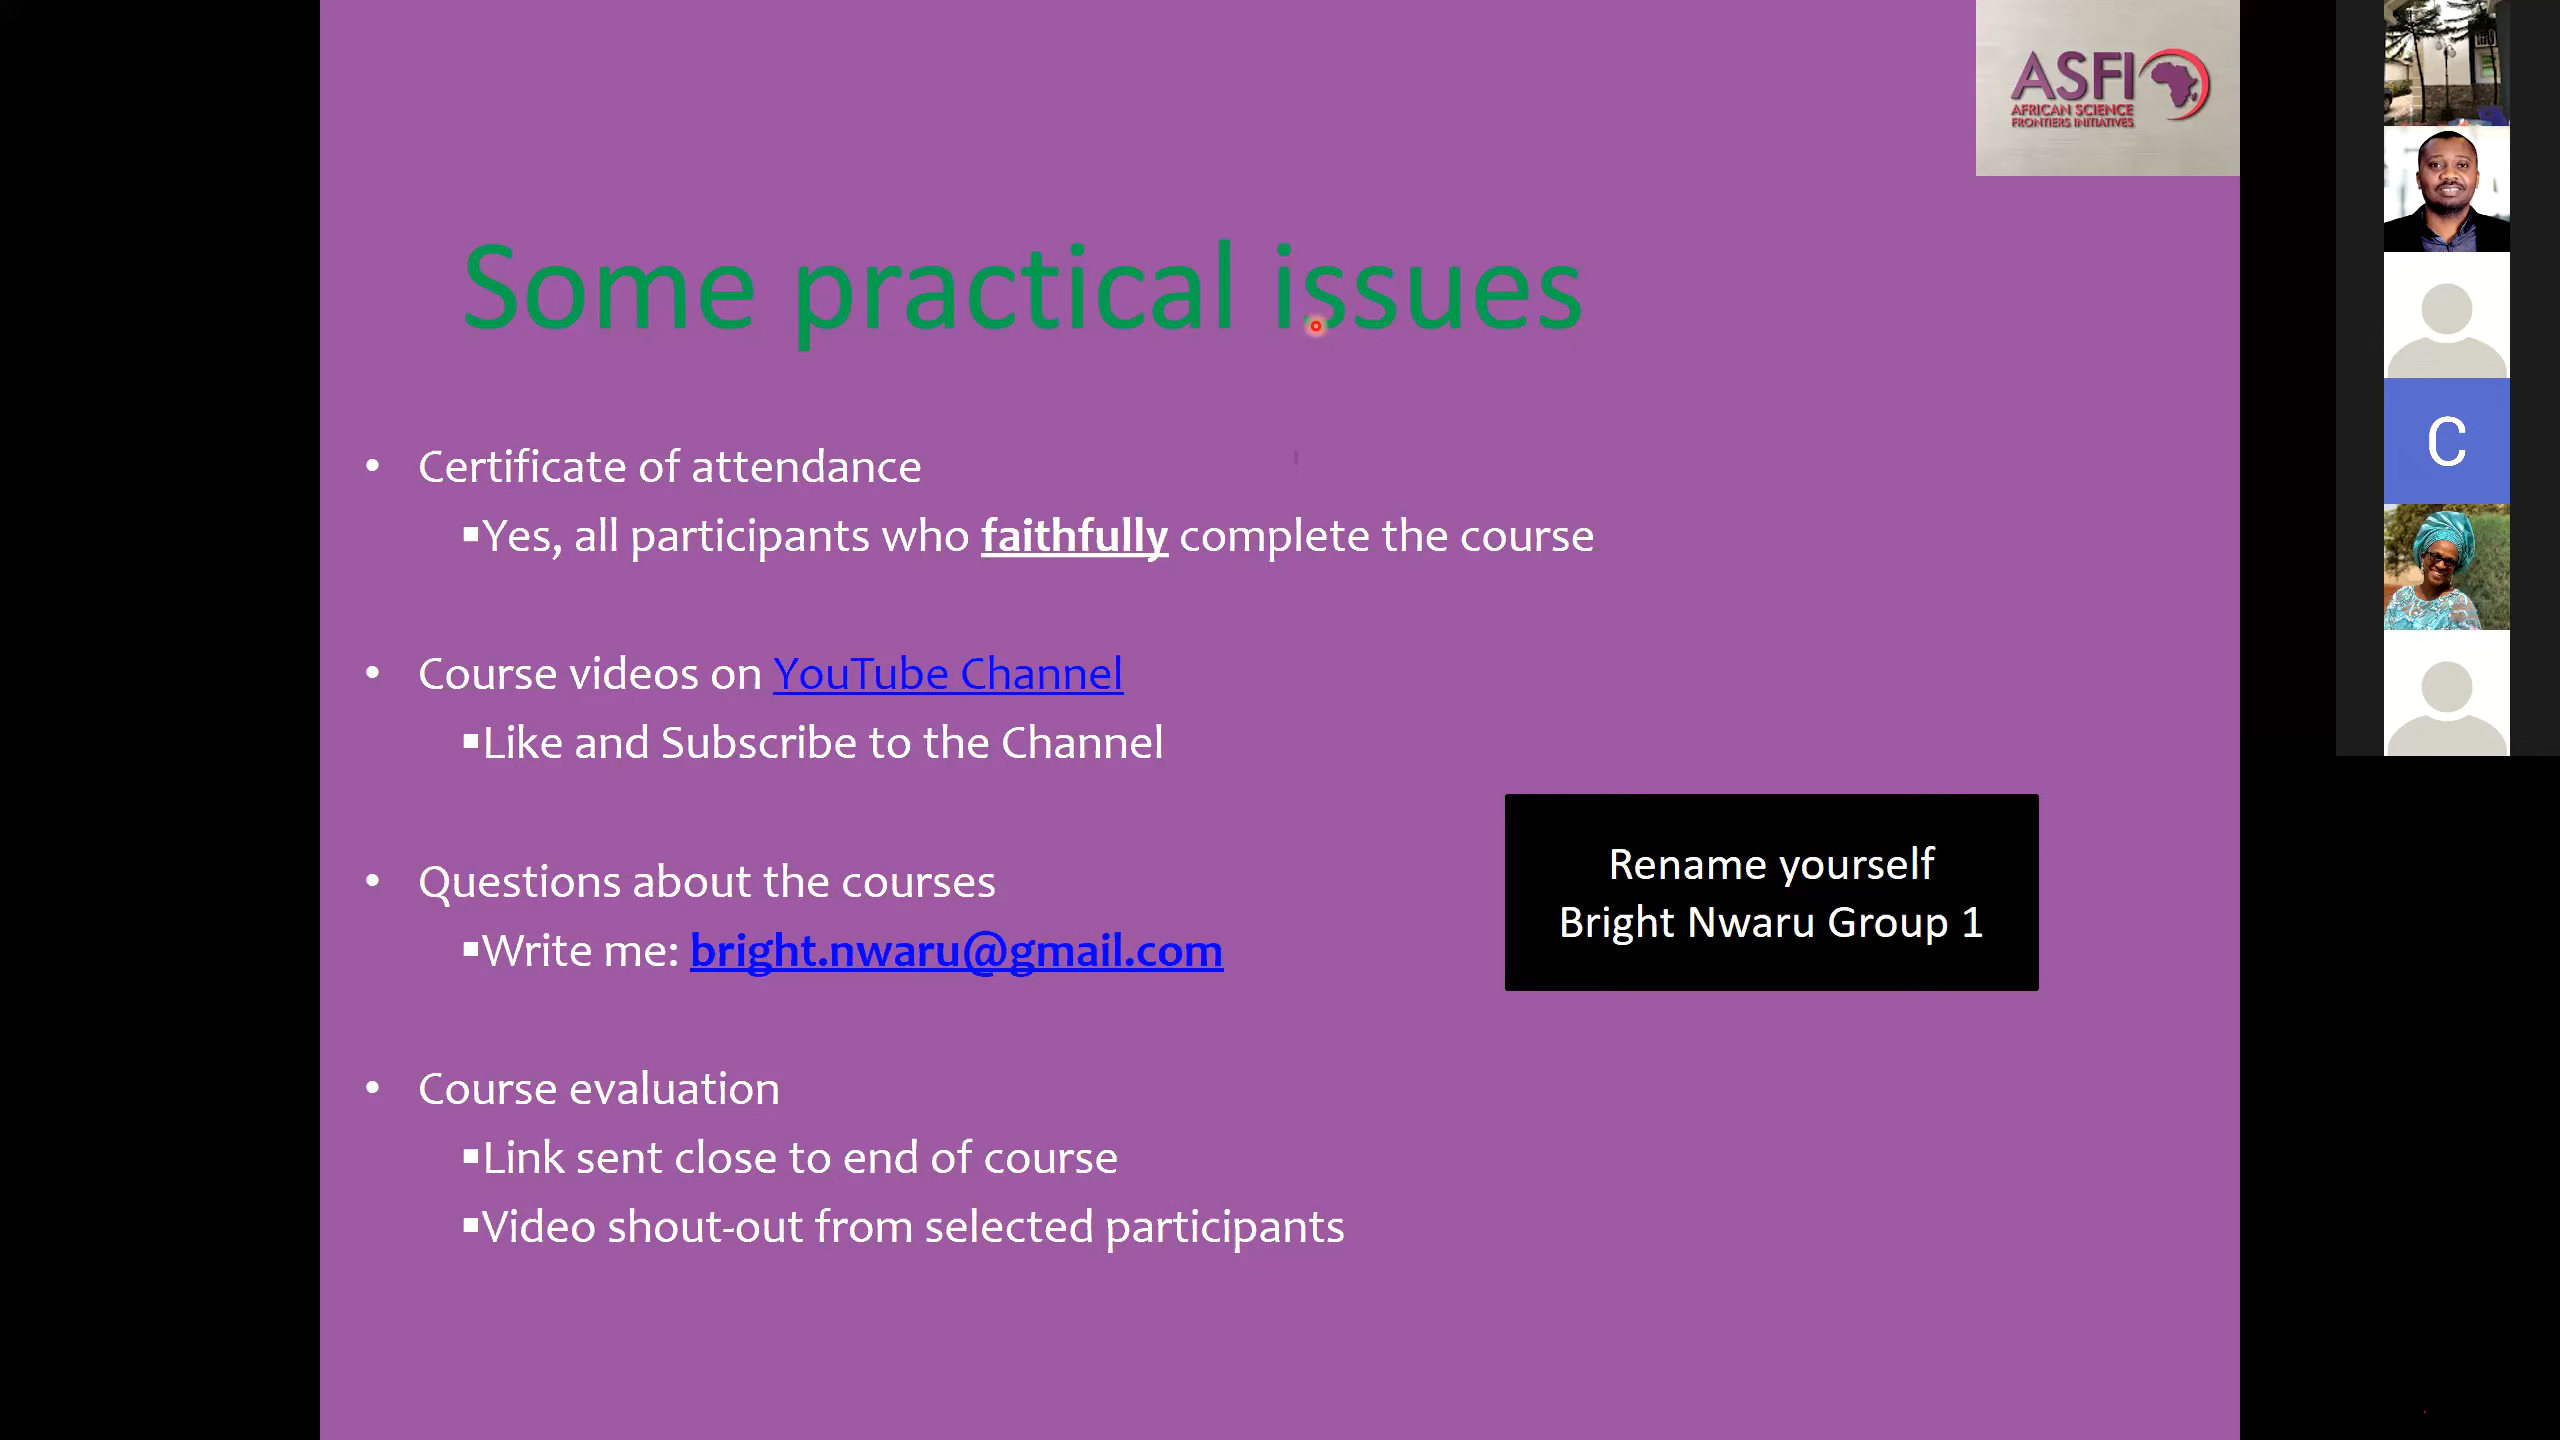 ASFI
AFRICAN SCIENCE
FRONTIERS INITIATIVES
Some practical issues
• Certificate of attendance
▪Yes, all participants who faithfully complete the course
• Course videos on YouTube Channel
▪Like and Subscribe to the Channel
• Questions about the courses
▪Write me: bright.nwaru@gmail.com
• Course evaluation
▪Link sent close to end of course
▪Video shout-out from selected participants
Rename yourself
Bright Nwaru Group 1
C